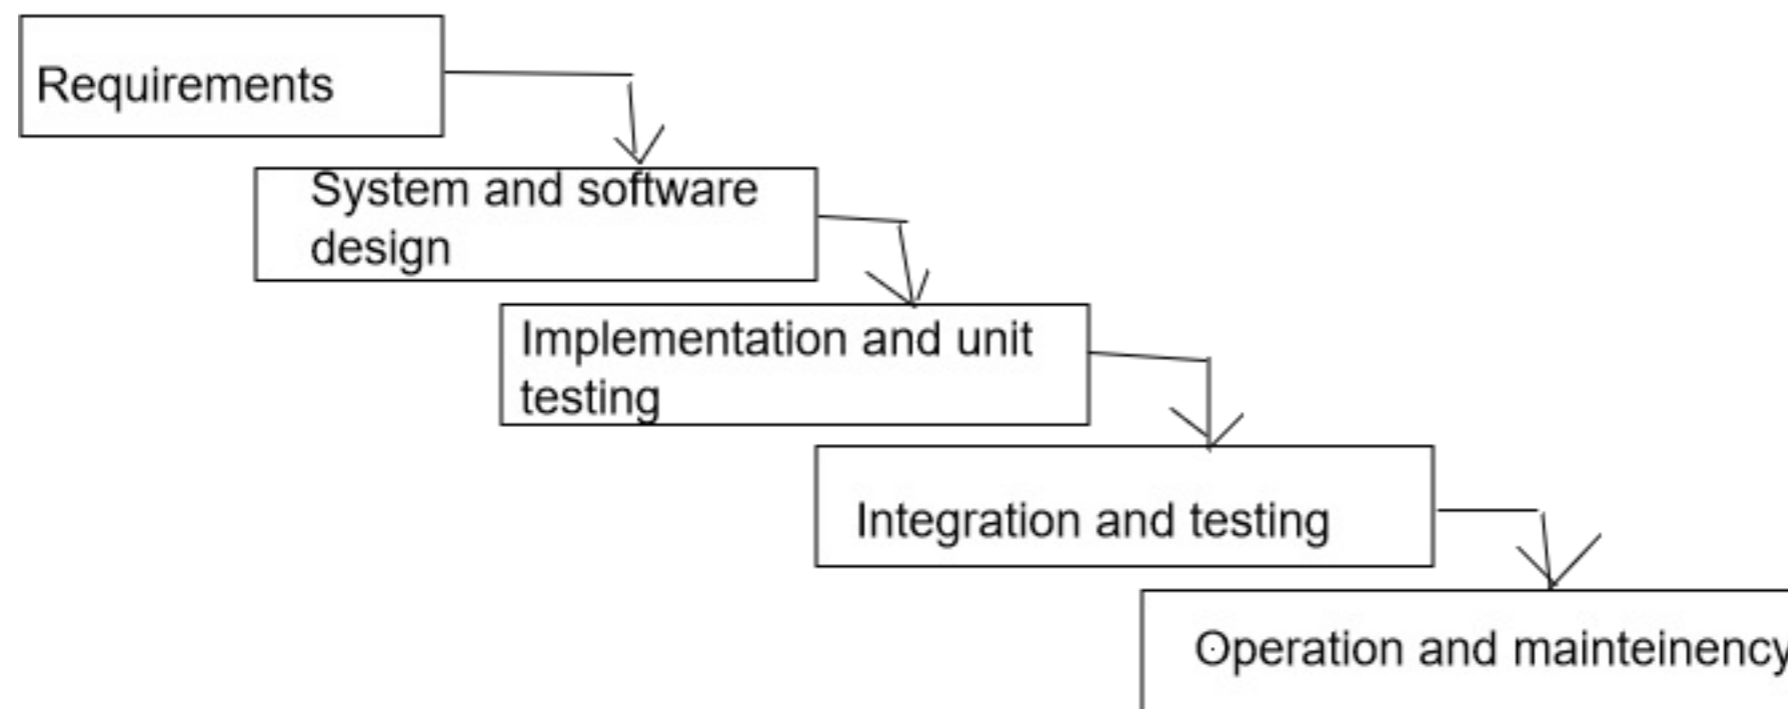 Requirements
System and software
design
Implementation and unit
testing
Integration and testing
Operation and mainteinency